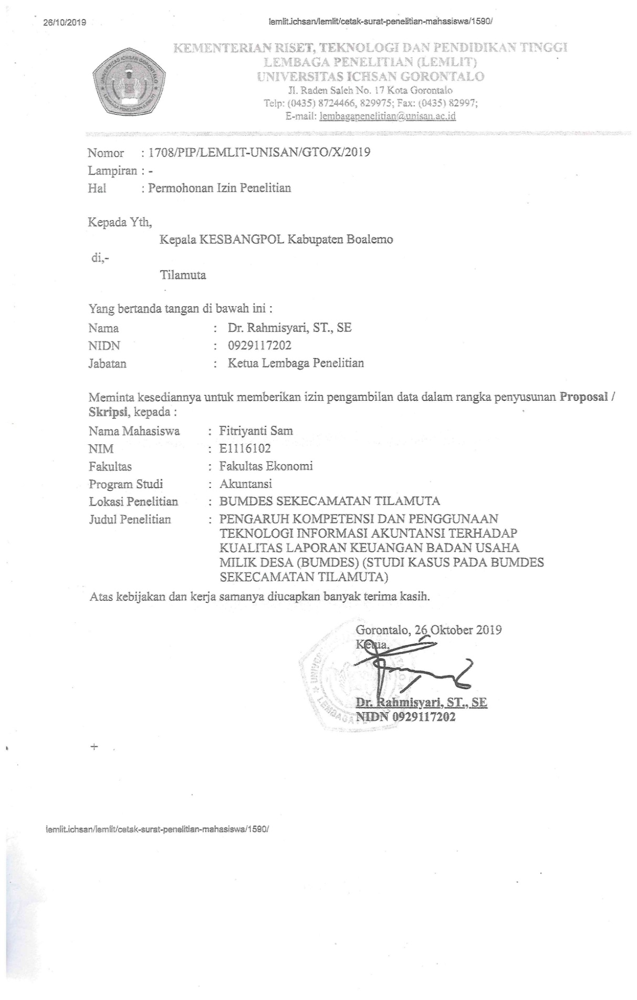 26/10/2019 lemlit.ichsan/lemlit/cetak-surat-penelitian-mahasiswa/1590/
KEMENTERIAN RISET, TEKNOLOGI DAN PENDIDIKAN TINGGI
LEMBAGA PENELITIAN (LEMLIT)
UNIVERSITAS ICHSAN GORONTALO
Jl. Raden Saleh No. 17 Kota Gorontalo
Telp: (0435) 8724466, 829975; Fax: (0435) 82997;
E-mail: lembagapenelitian@unisan.ac.id
UNIVERSITAS ICHSAN GORONTALO
LEMBAGA PENELITIAN (LEMLIT)
Nomor : 1708/PIP/LEMLIT-UNISAN/GTO/X/2019
Lampiran : -
Hal : Permohonan Izin Penelitian
Kepada Yth,
Kepala KESBANGPOL Kabupaten Boalemo
di,-
Tilamuta
Yang bertanda tangan di bawah ini :
Nama : Dr. Rahmisyari, ST., SE
NIDN : 0929117202
Jabatan : Ketua Lembaga Penelitian
Meminta kesediannya untuk memberikan izin pengambilan data dalam rangka penyusunan Proposal /
Skripsi, kepada :
Nama Mahasiswa : Fitriyanti Sam
NIM : E1116102
Fakultas : Fakultas Ekonomi
Program Studi : Akuntansi
Lokasi Penelitian : BUMDES SEKECAMATAN TILAMUTA
Judul Penelitian : PENGARUH KOMPETENSI DAN PENGGUNAAN
TEKNOLOGI INFORMASI AKUNTANSI TERHADAP
KUALITAS LAPORAN KEUANGAN BADAN USAHA
MILIK DESA (BUMDES) (STUDI KASUS PADA BUMDES
SEKECAMATAN TILAMUTA)
Atas kebijakan dan kerja samanya diucapkan banyak terima kasih.
Gorontalo, 26 Oktober 2019
Ketua,
Dr. Rahmisyari, ST., SE
NIDN 0929117202
+
lemlit.ichsan/lemlit/cetak-surat-penelitian-mahasiswa/1590/